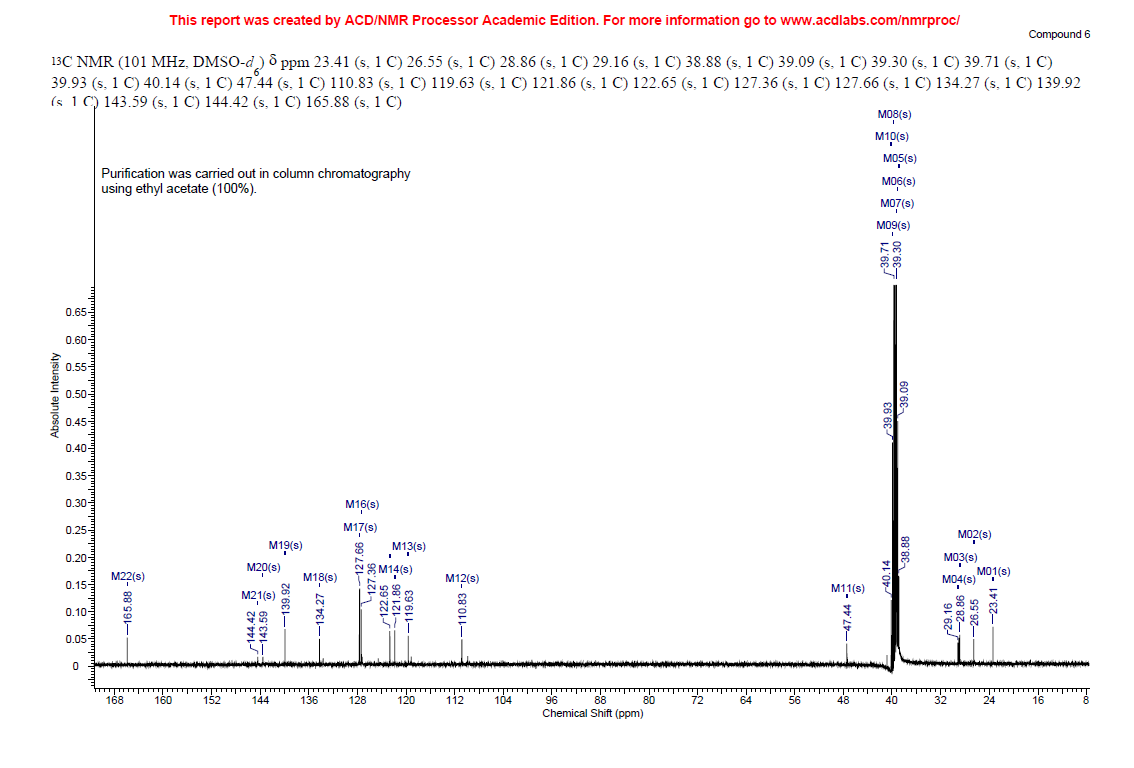 This report was created by ACD/NMR Processor Academic Edition. For more information go to www.acdlabs.com/nmrproc/
Compound 6
13C NMR (101 MHz, DMSO-d6) δ ppm 23.41 (s, 1 C) 26.55 (s, 1 C) 28.86 (s, 1 C) 29.16 (s, 1 C) 38.88 (s, 1 C) 39.09 (s, 1 C) 39.30 (s, 1 C) 39.71 (s, 1 C)
39.93 (s, 1 C) 40.14 (s, 1 C) 47.44 (s, 1 C) 110.83 (s, 1 C) 119.63 (s, 1 C) 121.86 (s, 1 C) 122.65 (s, 1 C) 127.36 (s, 1 C) 127.66 (s, 1 C) 134.27 (s, 1 C) 139.92
(s, 1 C) 143.59 (s, 1 C) 144.42 (s, 1 C) 165.88 (s, 1 C)
M08(s)
M10(s)
M05(s)
M06(s)
M07(s)
M09(s)
Purification was carried out in column chromatography
using ethyl acetate (100%).
39.71
39.30
39.93
39.09
40.14
38.88
M16(s)
M17(s)
M19(s)
M13(s)
M20(s)
M14(s)
M22(s)
M18(s)
M12(s)
M21(s)
M11(s)
M02(s)
M03(s)
M01(s)
M04(s)
165.88
144.42
143.59
139.92
134.27
127.66
127.36
122.65
121.86
119.63
110.83
47.44
29.16
28.86
26.55
23.41
Absolute Intensity
0.65
0.60
0.55
0.50
0.45
0.40
0.35
0.30
0.25
0.20
0.15
0.10
0.05
0
168 160 152 144 136 128 120 112 104 96 88 80 72 64 56 48 40 32 24 16 8
Chemical Shift (ppm)